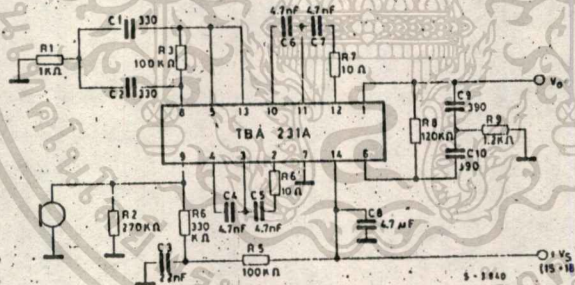 C1 330
4.7nF 4.7nF
C6 C7
R1
1KΩ
R3
100KΩ
R7
10Ω
C2 330
8 5 13 10 11 12 1
TBA 231A
9 4 3 2 7 14 6
R8
120KΩ
C9
390
R9
1.2KΩ
C10
390
Vo
R2
270KΩ
R6
330
KΩ
C4 C5
4.7nF 4.7nF
R6
10Ω
C8
4.7 µF
C3
R5
100KΩ
+Vs
S-3840